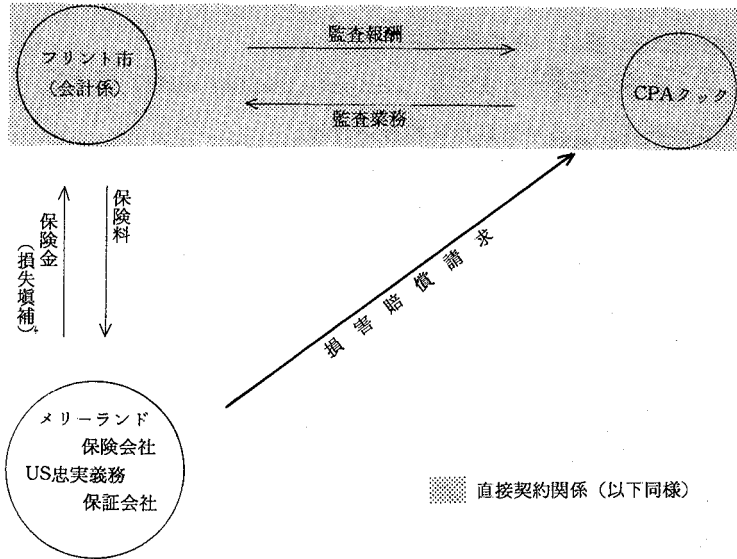 フリント市
（会計係）
監査報酬
監査業務
CPAクック
保険料
保険金
（損失塡補）
損害賠償請求
メリーランド
保険会社
US忠実義務
保証会社
直接契約関係（以下同様）